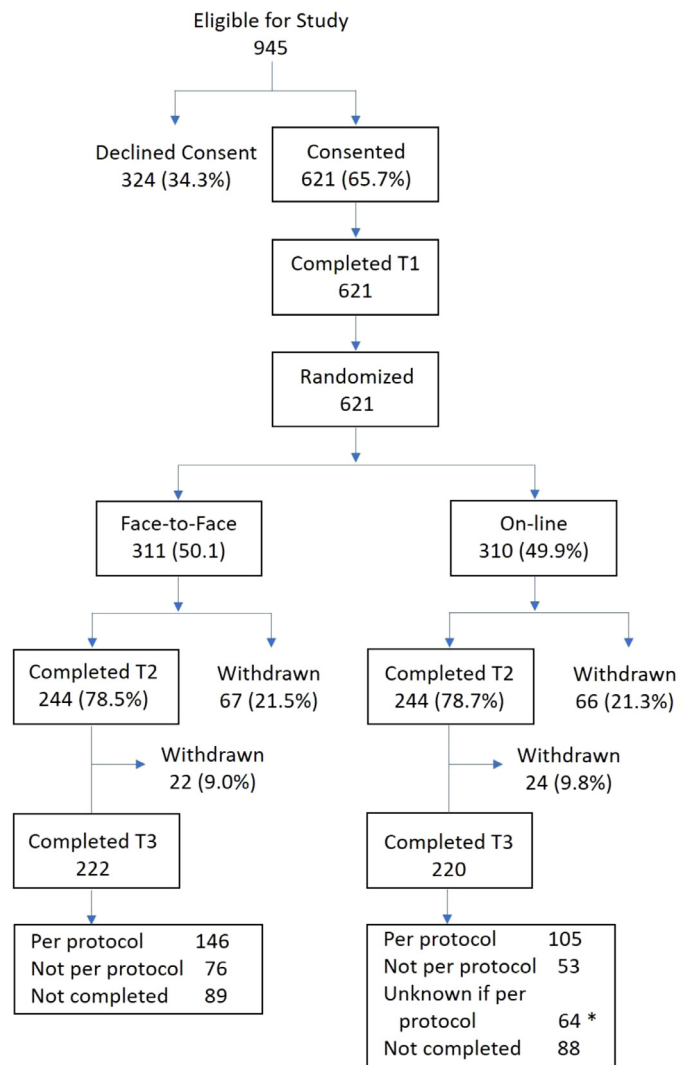 Eligible for Study
945
Declined Consent
324 (34.3%)
Consented
621 (65.7%)
Completed T1
621
Randomized
621
Face-to-Face
311 (50.1)
On-line
310 (49.9%)
Completed T2
244 (78.5%)
Withdrawn
67 (21.5%)
Completed T2
244 (78.7%)
Withdrawn
66 (21.3%)
Withdrawn
22 (9.0%)
Withdrawn
24 (9.8%)
Completed T3
222
Completed T3
220
Per protocol 146
Not per protocol 76
Not completed 89
Per protocol 105
Not per protocol 53
Unknown if per
protocol 64 *
Not completed 88